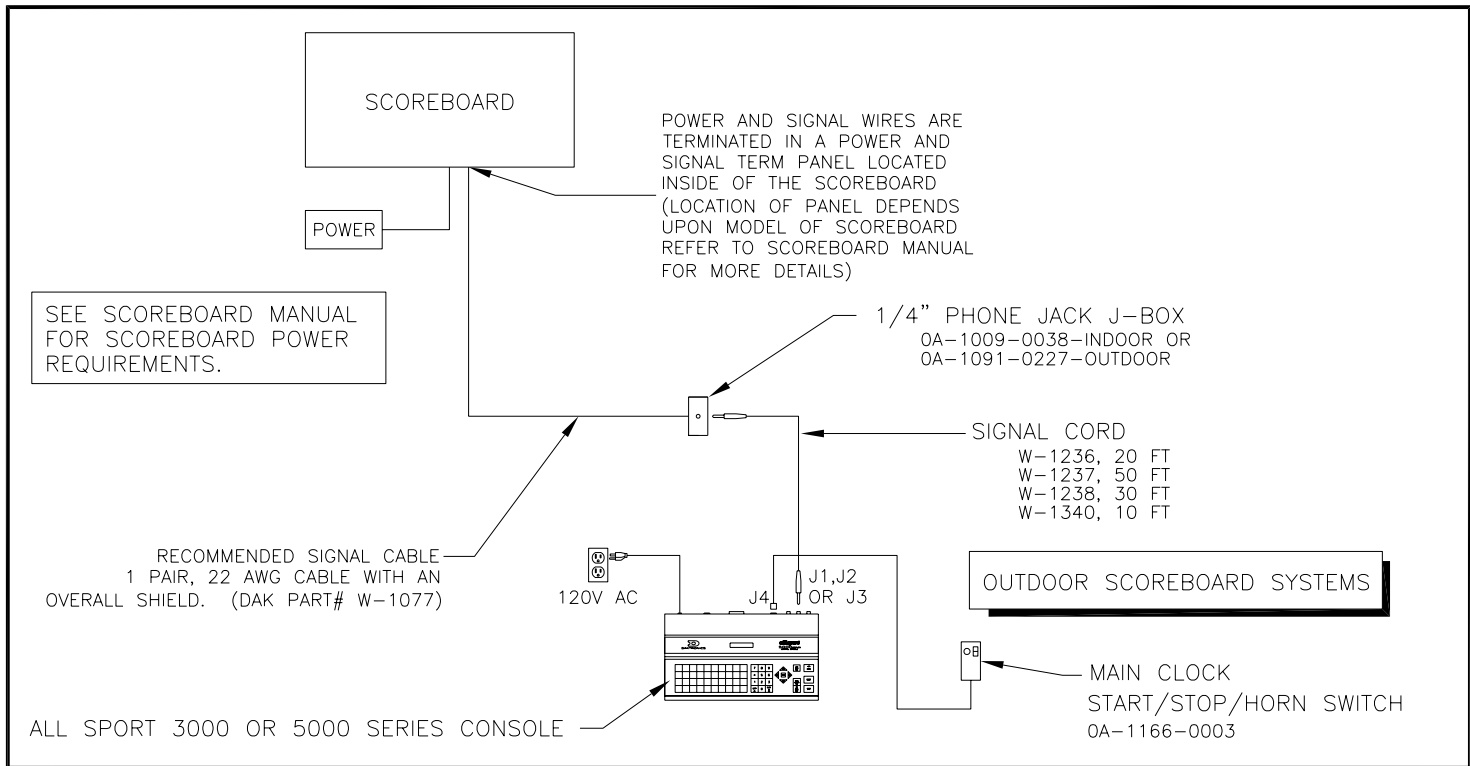 SCOREBOARD
POWER AND SIGNAL WIRES ARE
TERMINATED IN A POWER AND
SIGNAL TERM PANEL LOCATED
INSIDE OF THE SCOREBOARD
(LOCATION OF PANEL DEPENDS
UPON MODEL OF SCOREBOARD
REFER TO SCOREBOARD MANUAL
FOR MORE DETAILS)
POWER
SEE SCOREBOARD MANUAL
FOR SCOREBOARD POWER
REQUIREMENTS.
1/4" PHONE JACK J-BOX
0A-1009-0038-INDOOR OR
0A-1091-0227-OUTDOOR
SIGNAL CORD
W-1236, 20 FT
W-1237, 50 FT
W-1238, 30 FT
W-1340, 10 FT
RECOMMENDED SIGNAL CABLE
1 PAIR, 22 AWG CABLE WITH AN
OVERALL SHIELD. (DAK PART# W-1077)
120V AC
J4
J1,J2
OR J3
OUTDOOR SCOREBOARD SYSTEMS
DAKTRONICS
MAIN CLOCK
START/STOP/HORN SWITCH
0A-1166-0003
ALL SPORT 3000 OR 5000 SERIES CONSOLE